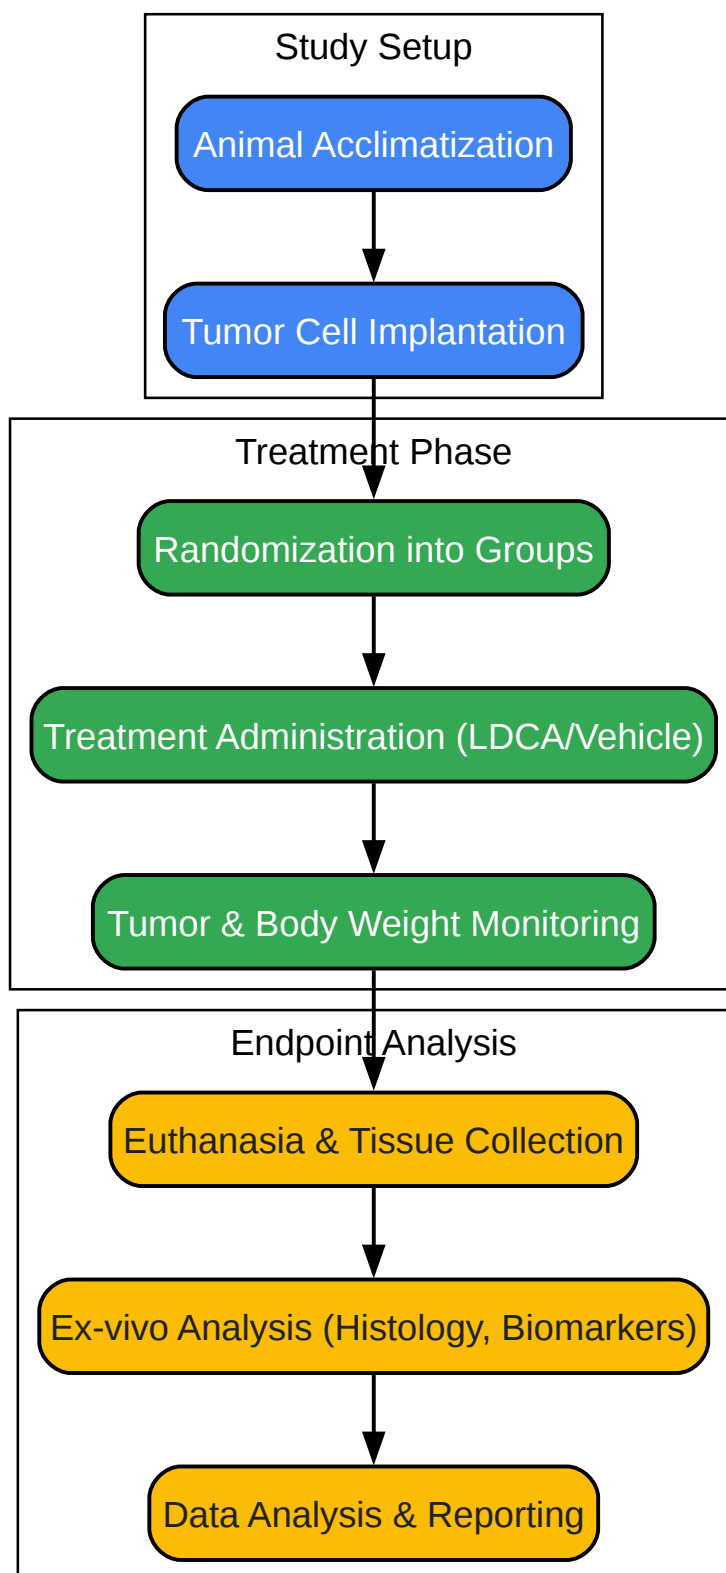 Study Setup
Animal Acclimatization
Tumor Cell Implantation
Treatment Phase
Randomization into Groups
Treatment Administration (LDCA/Vehicle)
Tumor & Body Weight Monitoring
Endpoint Analysis
Euthanasia & Tissue Collection
Ex-vivo Analysis (Histology, Biomarkers)
Data Analysis & Reporting